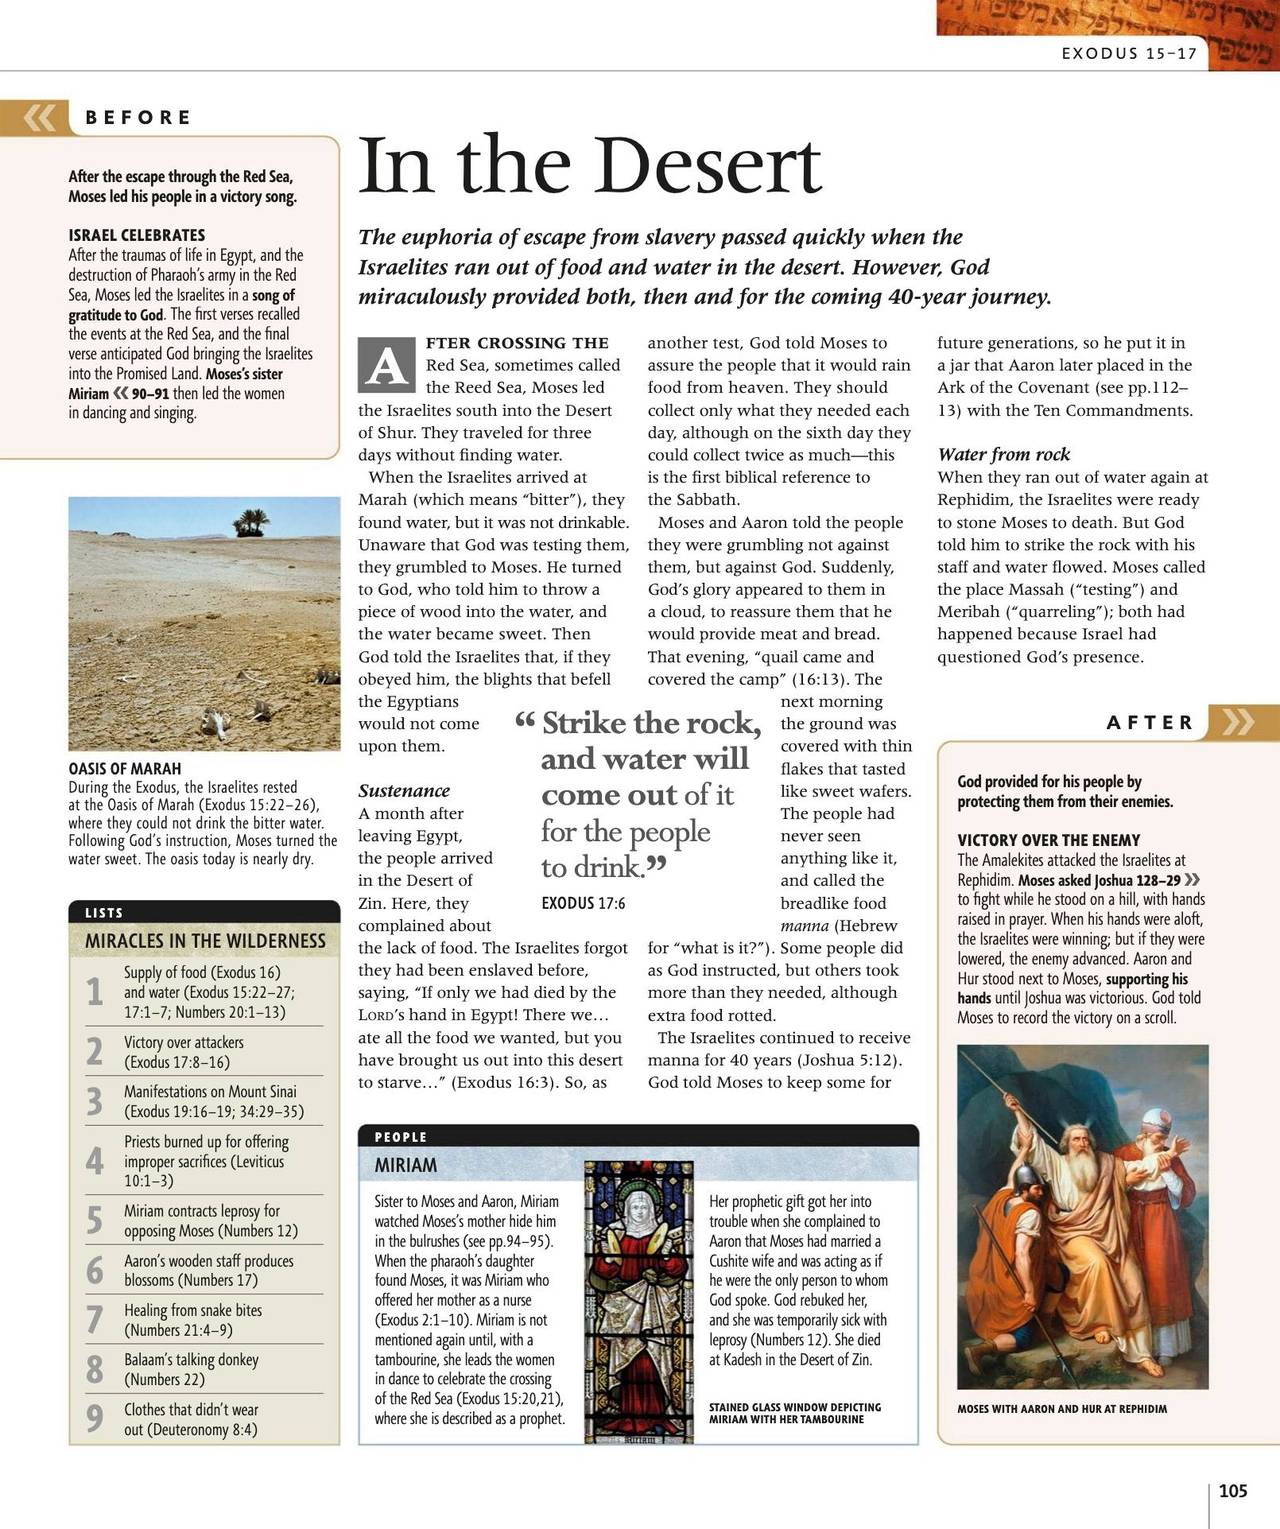 EXODUS 15–17
BEFORE
After the escape through the Red Sea,
Moses led his people in a victory song.
ISRAEL CELEBRATES
After the traumas of life in Egypt, and the
destruction of Pharaoh’s army in the Red
Sea, Moses led the Israelites in a song of
gratitude to God. The first verses recalled
the events at the Red Sea, and the final
verse anticipated God bringing the Israelites
into the Promised Land. Moses’s sister
Miriam « 90–91 then led the women
in dancing and singing.
OASIS OF MARAH
During the Exodus, the Israelites rested
at the Oasis of Marah (Exodus 15:22–26),
where they could not drink the bitter water.
Following God’s instruction, Moses turned the
water sweet. The oasis today is nearly dry.
LISTS
MIRACLES IN THE WILDERNESS
1 Supply of food (Exodus 16)
and water (Exodus 15:22–27;
17:1–7; Numbers 20:1–13)
2 Victory over attackers
(Exodus 17:8–16)
3 Manifestations on Mount Sinai
(Exodus 19:16–19; 34:29–35)
4 Priests burned up for offering
improper sacrifices (Leviticus
10:1–3)
5 Miriam contracts leprosy for
opposing Moses (Numbers 12)
6 Aaron’s wooden staff produces
blossoms (Numbers 17)
7 Healing from snake bites
(Numbers 21:4–9)
8 Balaam’s talking donkey
(Numbers 22)
9 Clothes that didn’t wear
out (Deuteronomy 8:4)
In the Desert
The euphoria of escape from slavery passed quickly when the
Israelites ran out of food and water in the desert. However, God
miraculously provided both, then and for the coming 40-year journey.
AFTER CROSSING THE
Red Sea, sometimes called
the Reed Sea, Moses led
the Israelites south into the Desert
of Shur. They traveled for three
days without finding water.
When the Israelites arrived at
Marah (which means “bitter”), they
found water, but it was not drinkable.
Unaware that God was testing them,
they grumbled to Moses. He turned
to God, who told him to throw a
piece of wood into the water, and
the water became sweet. Then
God told the Israelites that, if they
obeyed him, the blights that befell
the Egyptians
would not come
upon them.
Sustenance
A month after
leaving Egypt,
the people arrived
in the Desert of
Zin. Here, they
complained about
the lack of food. The Israelites forgot
they had been enslaved before,
saying, “If only we had died by the
LORD’s hand in Egypt! There we…
ate all the food we wanted, but you
have brought us out into this desert
to starve…” (Exodus 16:3). So, as
another test, God told Moses to
assure the people that it would rain
food from heaven. They should
collect only what they needed each
day, although on the sixth day they
could collect twice as much—this
is the first biblical reference to
the Sabbath.
Moses and Aaron told the people
they were grumbling not against
them, but against God. Suddenly,
God’s glory appeared to them in
a cloud, to reassure them that he
would provide meat and bread.
That evening, “quail came and
covered the camp” (16:13). The
next morning
the ground was
covered with thin
flakes that tasted
like sweet wafers.
The people had
never seen
anything like it,
and called the
breadlike food
manna (Hebrew
for “what is it?”). Some people did
as God instructed, but others took
more than they needed, although
extra food rotted.
The Israelites continued to receive
manna for 40 years (Joshua 5:12).
God told Moses to keep some for
“Strike the rock,
and water will
come out of it
for the people
to drink.”
EXODUS 17:6
future generations, so he put it in
a jar that Aaron later placed in the
Ark of the Covenant (see pp.112–
13) with the Ten Commandments.
Water from rock
When they ran out of water again at
Rephidim, the Israelites were ready
to stone Moses to death. But God
told him to strike the rock with his
staff and water flowed. Moses called
the place Massah (“testing”) and
Meribah (“quarreling”); both had
happened because Israel had
questioned God’s presence.
PEOPLE
MIRIAM
Sister to Moses and Aaron, Miriam
watched Moses’s mother hide him
in the bulrushes (see pp.94–95).
When the pharaoh’s daughter
found Moses, it was Miriam who
offered her mother as a nurse
(Exodus 2:1–10). Miriam is not
mentioned again until, with a
tambourine, she leads the women
in dance to celebrate the crossing
of the Red Sea (Exodus 15:20,21),
where she is described as a prophet.
Miriam
Her prophetic gift got her into
trouble when she complained to
Aaron that Moses had married a
Cushite wife and was acting as if
he were the only person to whom
God spoke. God rebuked her,
and she was temporarily sick with
leprosy (Numbers 12). She died
at Kadesh in the Desert of Zin.
STAINED GLASS WINDOW DEPICTING
MIRIAM WITH HER TAMBOURINE
AFTER
God provided for his people by
protecting them from their enemies.
VICTORY OVER THE ENEMY
The Amalekites attacked the Israelites at
Rephidim. Moses asked Joshua 128–29 »
to fight while he stood on a hill, with hands
raised in prayer. When his hands were aloft,
the Israelites were winning; but if they were
lowered, the enemy advanced. Aaron and
Hur stood next to Moses, supporting his
hands until Joshua was victorious. God told
Moses to record the victory on a scroll.
MOSES WITH AARON AND HUR AT REPHIDIM
105